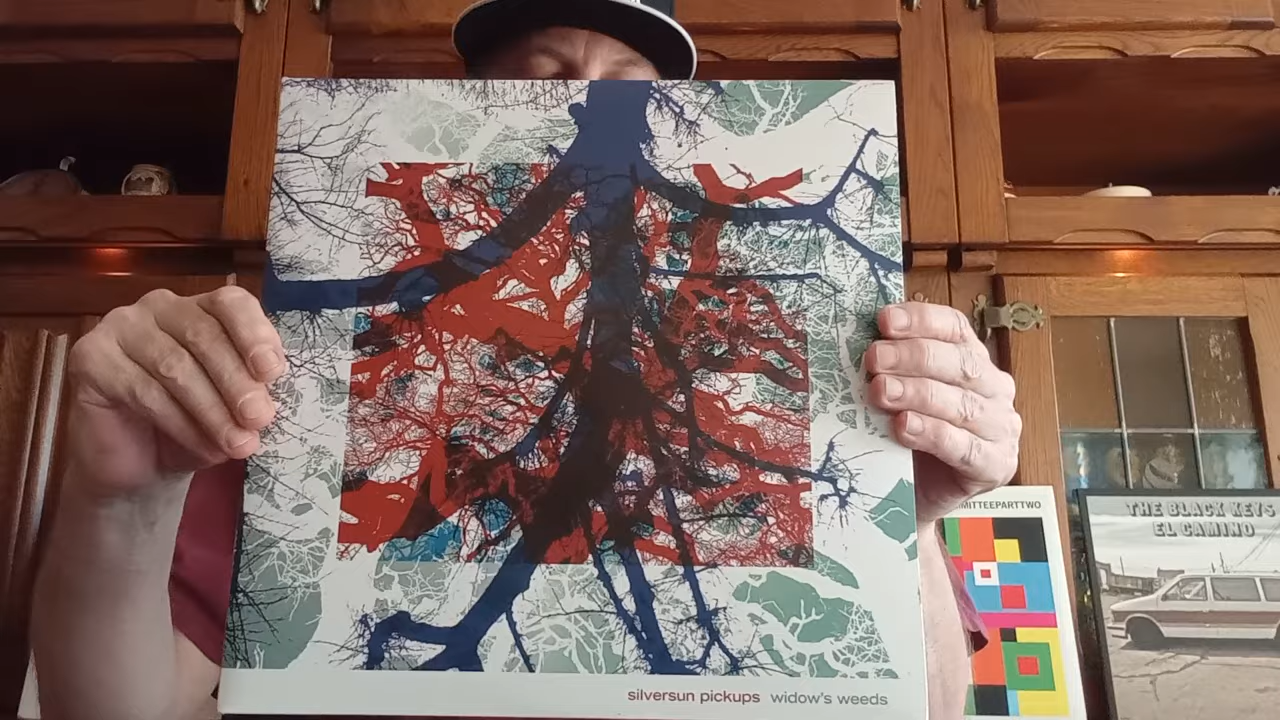 silversun pickups widow's weeds
MITTEEPARTTWO
THE BLACK KEYS
EL CAMINO